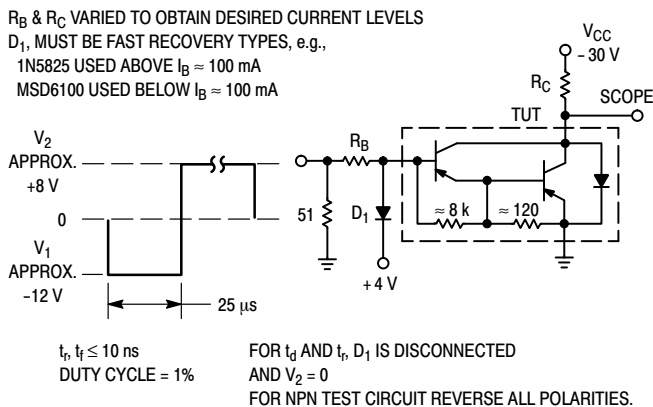 R_B & R_C VARIED TO OBTAIN DESIRED CURRENT LEVELS
D_1, MUST BE FAST RECOVERY TYPES, e.g.,
1N5825 USED ABOVE I_B ≈ 100 mA
MSD6100 USED BELOW I_B ≈ 100 mA
V_CC
– 30 V
R_C
SCOPE
TUT
V_2
APPROX.
+8 V
R_B
0
51
D_1
≈ 8 k
≈ 120
V_1
APPROX.
–12 V
+ 4 V
25 μs
t_r, t_f ≤ 10 ns
DUTY CYCLE = 1%
FOR t_d AND t_r, D_1 IS DISCONNECTED
AND V_2 = 0
FOR NPN TEST CIRCUIT REVERSE ALL POLARITIES.